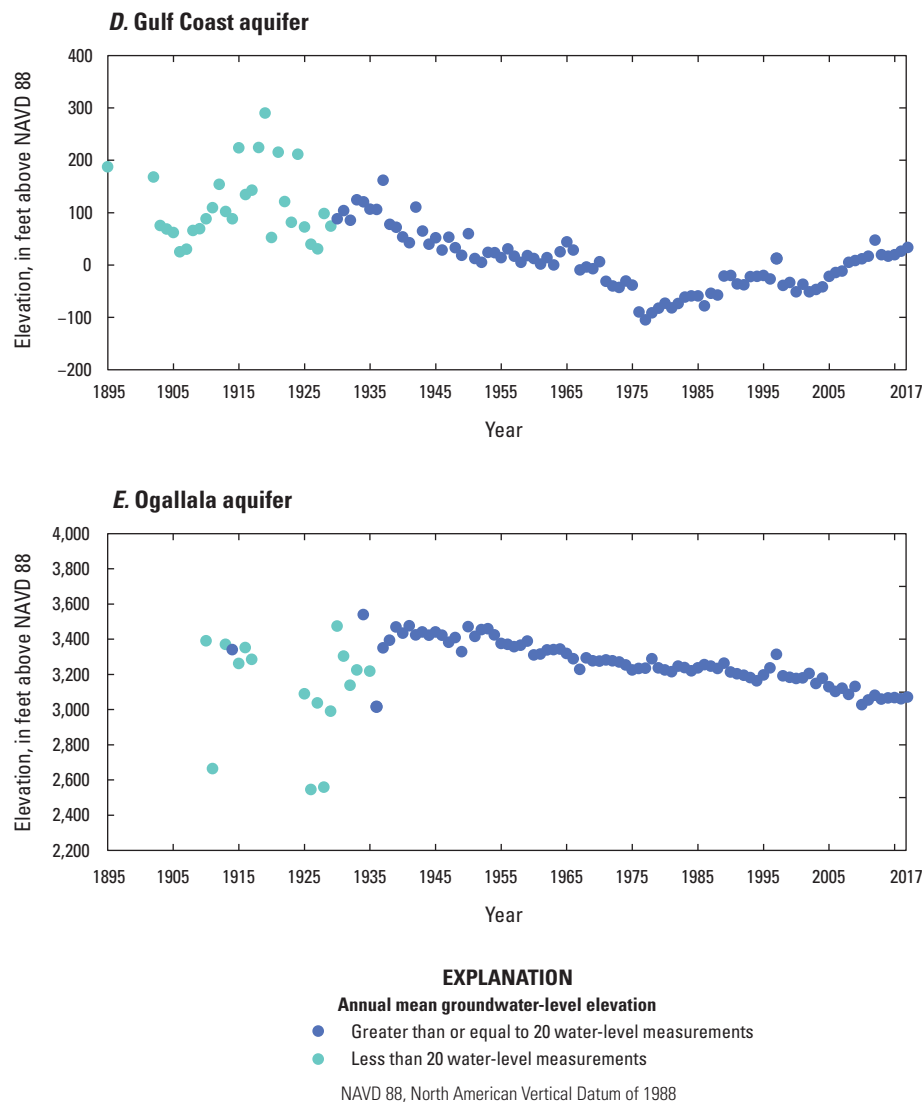 D. Gulf Coast aquifer
Elevation, in feet above NAVD 88
400
300
200
100
0
–100
–200
1895 1905 1915 1925 1935 1945 1955 1965 1975 1985 1995 2005 2017
Year
E. Ogallala aquifer
Elevation, in feet above NAVD 88
4,000
3,800
3,600
3,400
3,200
3,000
2,800
2,600
2,400
2,200
1895 1905 1915 1925 1935 1945 1955 1965 1975 1985 1995 2005 2017
Year
EXPLANATION
Annual mean groundwater-level elevation
Greater than or equal to 20 water-level measurements
Less than 20 water-level measurements
NAVD 88, North American Vertical Datum of 1988